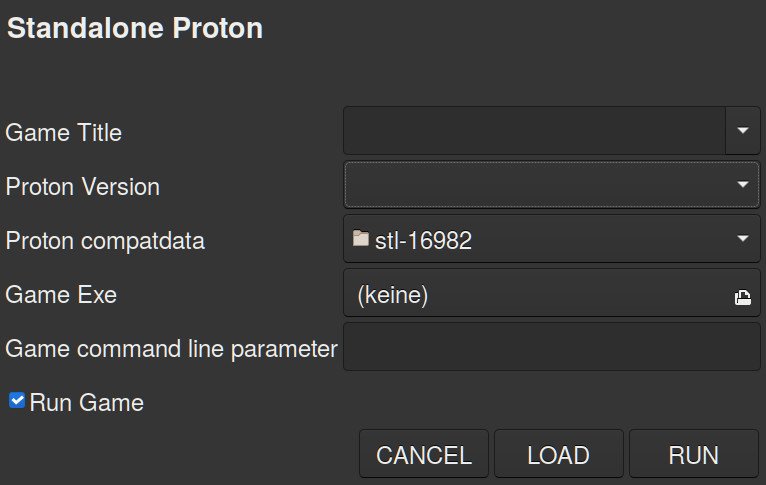 Standalone Proton
Game Title
Proton Version
Proton compatdata stl-16982
Game Exe (keine)
Game command line parameter
Run Game
CANCEL LOAD RUN